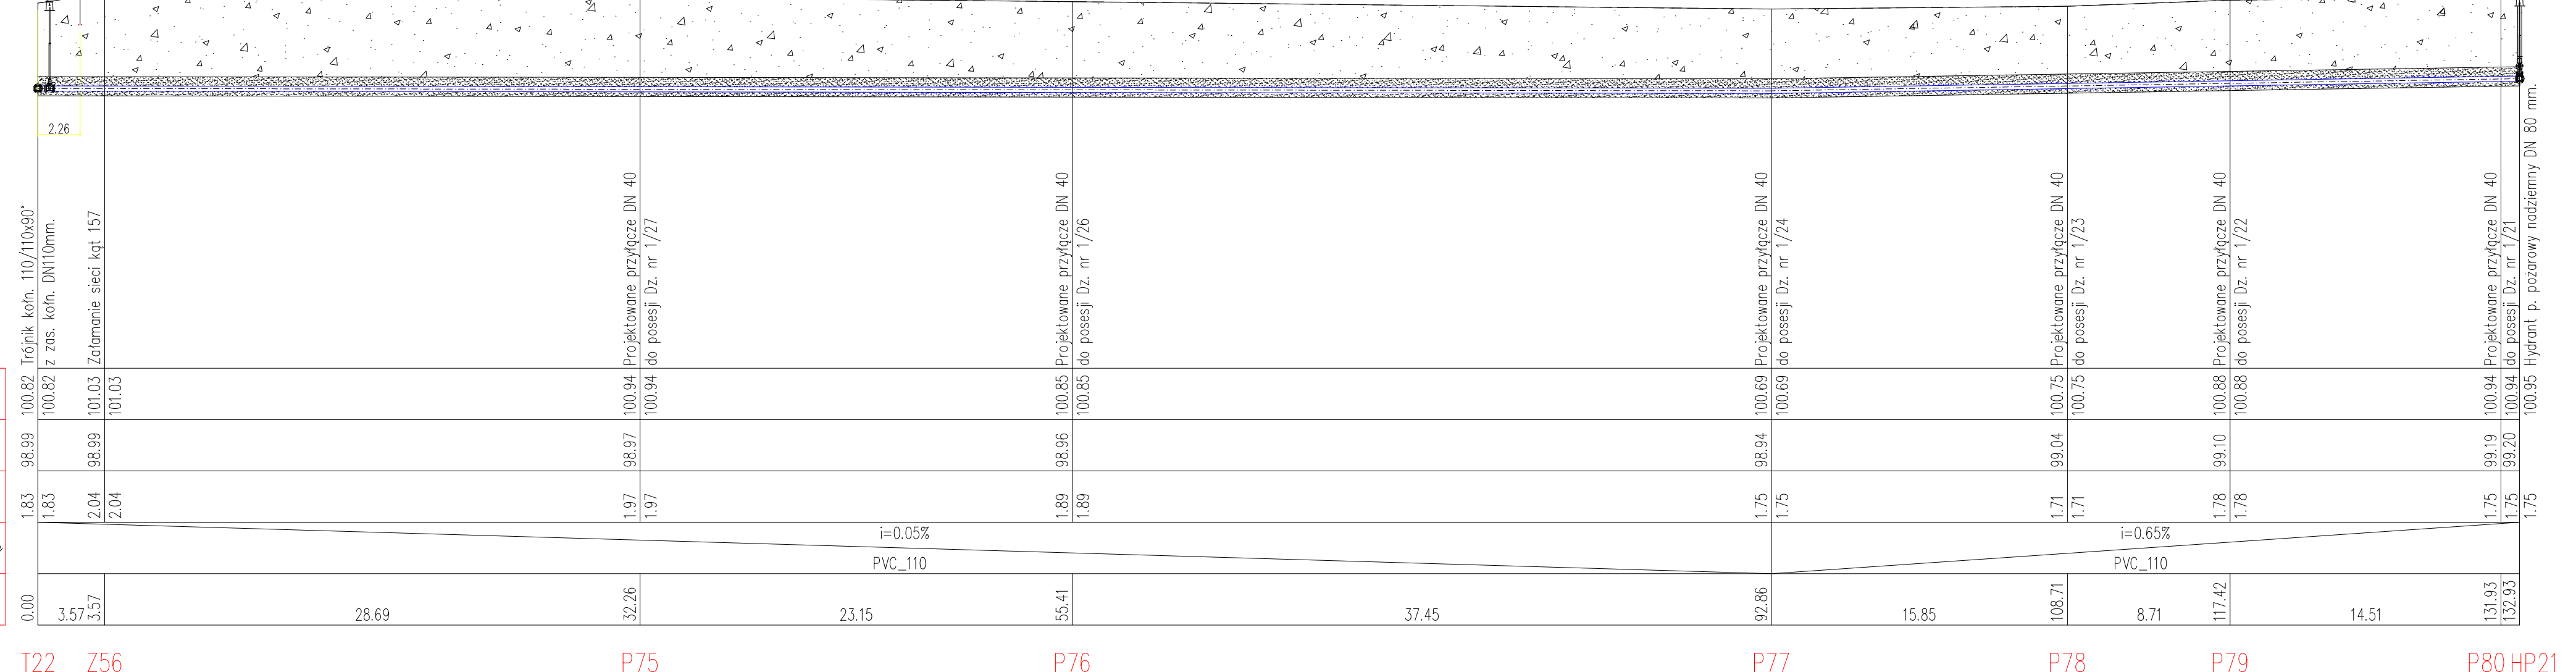 2.26
Trójnik kołn. 110/110x90°
z zas. kołn. DN110mm.
Załamanie sieci kąt 157
Projektowane przyłącze DN 40
do posesji Dz. nr 1/27
Projektowane przyłącze DN 40
do posesji Dz. nr 1/26
Projektowane przyłącze DN 40
do posesji Dz. nr 1/24
Projektowane przyłącze DN 40
do posesji Dz. nr 1/23
Projektowane przyłącze DN 40
do posesji Dz. nr 1/22
Projektowane przyłącze DN 40
do posesji Dz. nr 1/21
Hydrant p. pożarowy nadziemny DN 80 mm.
100.82 100.82 101.03 101.03 100.94 100.94 100.85 100.85 100.69 100.69 100.75 100.75 100.88 100.88 100.94 100.94 100.95
98.99 98.99 98.97 98.96 98.94 99.04 99.10 99.19 99.20
1.83 1.83 2.04 2.04 1.97 1.97 1.89 1.89 1.75 1.75 1.71 1.71 1.78 1.78 1.75 1.75 1.75
i=0.05% i=0.65%
PVC_110 PVC_110
0.00 3.57 3.57 28.69 32.26 23.15 55.41 37.45 92.86 15.85 108.71 8.71 117.42 14.51 131.93 132.93
T22 Z56 P75 P76 P77 P78 P79 P80 HP21